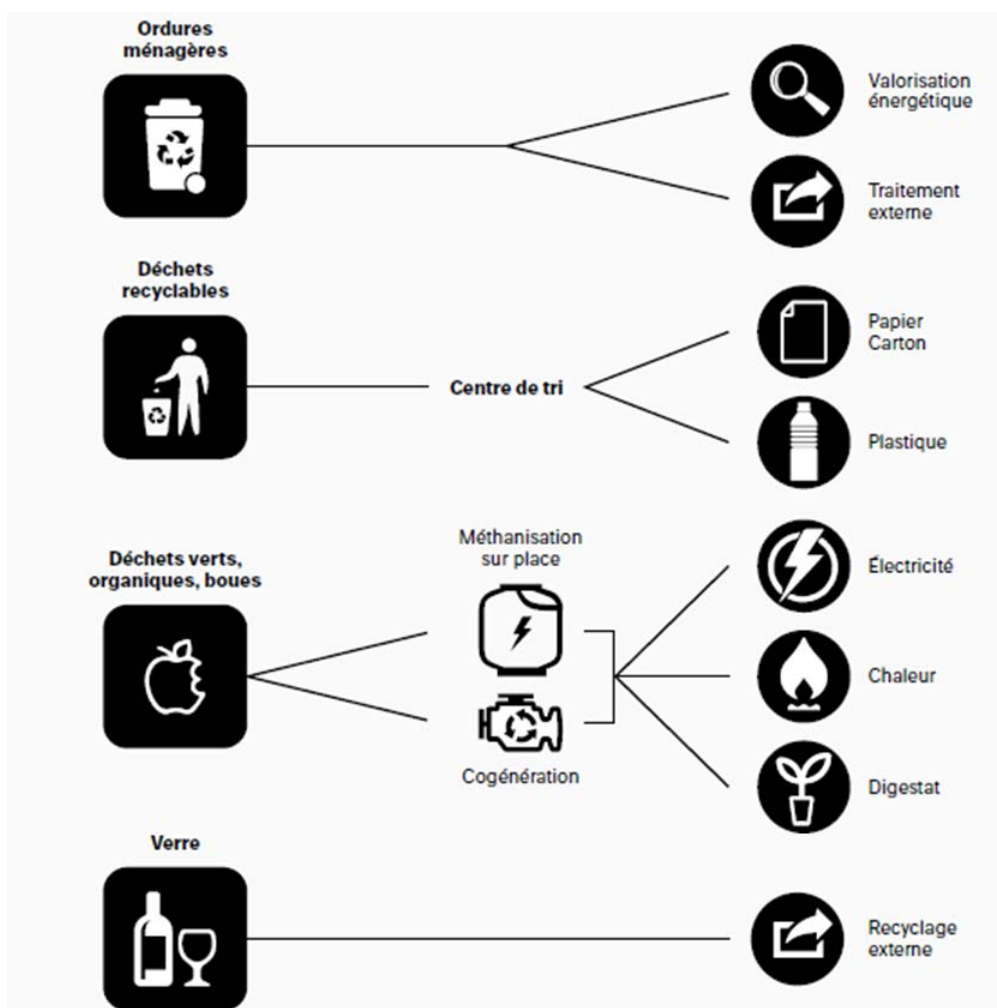 Ordures
ménagères
Valorisation
énergétique
Traitement
externe
Déchets
recyclables
Centre de tri
Papier
Carton
Plastique
Déchets verts,
organiques, boues
Méthanisation
sur place
Cogénération
Électricité
Chaleur
Digestat
Verre
Recyclage
externe